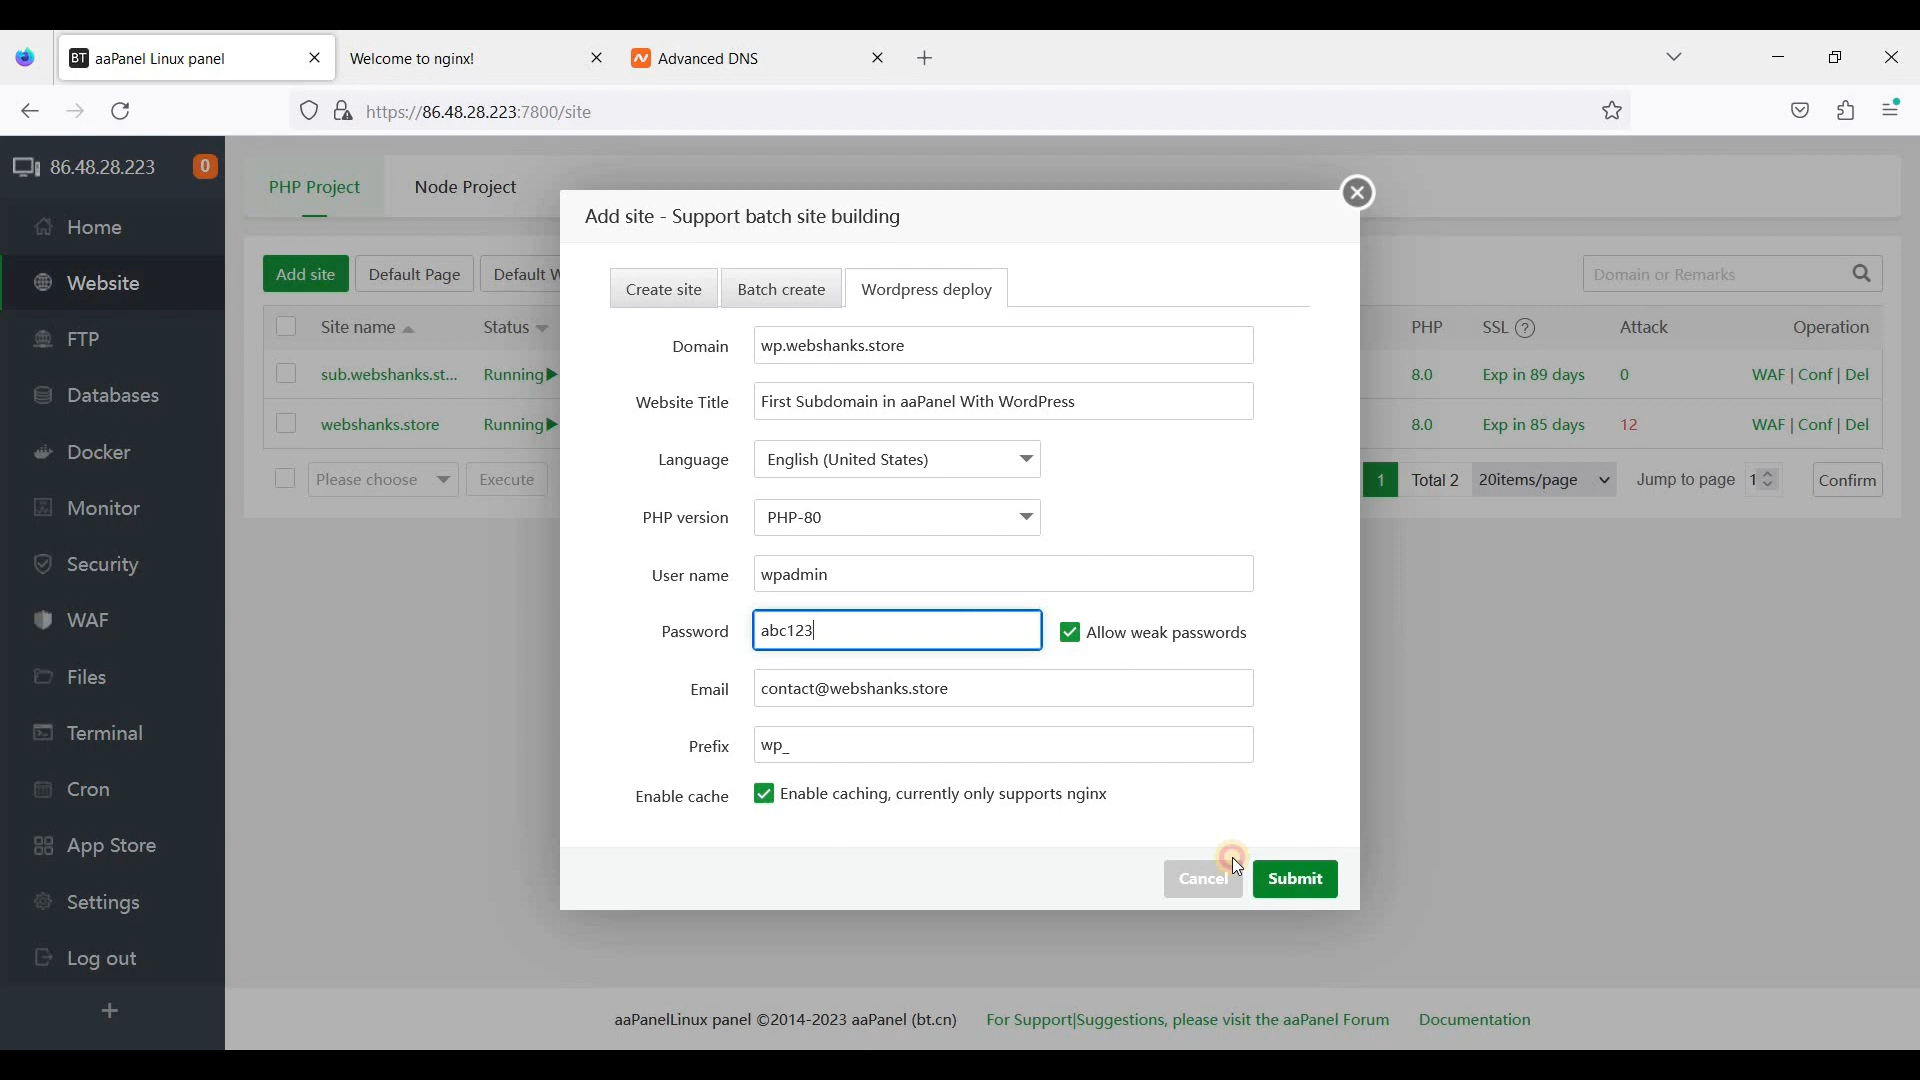 BT aaPanel Linux panel
Welcome to nginx!
Advanced DNS
https://86.48.28.223:7800/site
86.48.28.223 0
Home
Website
FTP
Databases
Docker
Monitor
Security
WAF
Files
Terminal
Cron
App Store
Settings
Log out
PHP Project Node Project
Add site Default Page Default W
Domain or Remarks
Site name Status PHP SSL ? Attack Operation
sub.webshanks.st... Running 8.0 Exp in 89 days 0 WAF | Conf | Del
webshanks.store Running 8.0 Exp in 85 days 12 WAF | Conf | Del
Please choose Execute 1 Total 2 20items/page Jump to page 1 Confirm
Add site - Support batch site building
Create site Batch create Wordpress deploy
Domain wp.webshanks.store
Website Title First Subdomain in aaPanel With WordPress
Language English (United States)
PHP version PHP-80
User name wpadmin
Password abc123 Allow weak passwords
Email contact@webshanks.store
Prefix wp_
Enable cache Enable caching, currently only supports nginx
Cancel Submit
aaPanelLinux panel ©2014-2023 aaPanel (bt.cn) For Support|Suggestions, please visit the aaPanel Forum Documentation